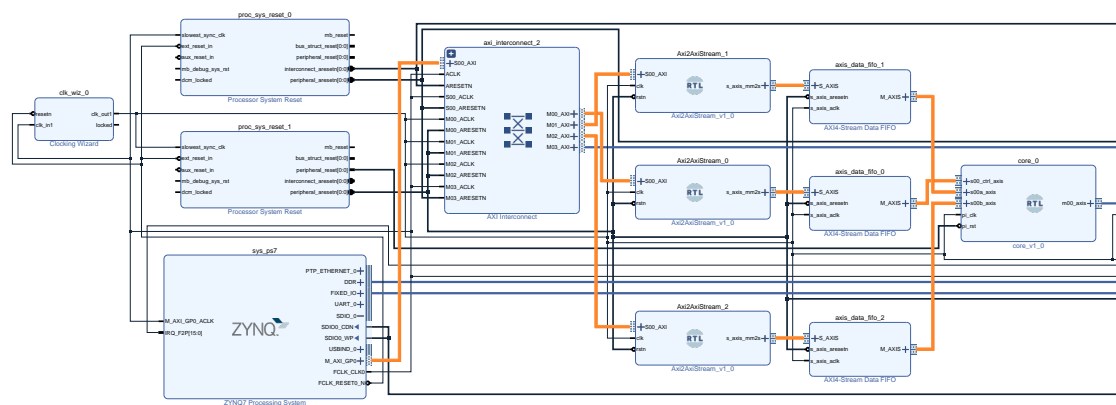 proc_sys_reset_0
slowest_sync_clk
ext_reset_in
aux_reset_in
mb_debug_sys_rst
dcm_locked
mb_reset
bus_struct_reset[0:0]
peripheral_reset[0:0]
interconnect_aresetn[0:0]
peripheral_aresetn[0:0]
Processor System Reset
clk_wiz_0
resetn
clk_in1
clk_out1
locked
Clocking Wizard
proc_sys_reset_1
slowest_sync_clk
ext_reset_in
aux_reset_in
mb_debug_sys_rst
dcm_locked
mb_reset
bus_struct_reset[0:0]
peripheral_reset[0:0]
interconnect_aresetn[0:0]
peripheral_aresetn[0:0]
Processor System Reset
sys_ps7
M_AXI_GP0_ACLK
IRQ_F2P[15:0]
ZYNQ
PTP_ETHERNET_0
DDR
FIXED_IO
UART_0
SDIO_0
SDIO0_CDN
SDIO0_WP
USBIND_0
M_AXI_GP0
FCLK_CLK0
FCLK_RESET0_N
ZYNQ7 Processing System
axi_interconnect_2
S00_AXI
ACLK
ARESETN
S00_ACLK
S00_ARESETN
M00_ACLK
M00_ARESETN
M01_ACLK
M01_ARESETN
M02_ACLK
M02_ARESETN
M03_ACLK
M03_ARESETN
M00_AXI
M01_AXI
M02_AXI
M03_AXI
AXI Interconnect
Axi2AxiStream_1
S00_AXI
clk
rstn
RTL
s_axis_mm2s
Axi2AxiStream_v1_0
axis_data_fifo_1
S_AXIS
s_axis_aresetn
s_axis_aclk
M_AXIS
AXI4-Stream Data FIFO
Axi2AxiStream_0
S00_AXI
clk
rstn
RTL
s_axis_mm2s
Axi2AxiStream_v1_0
axis_data_fifo_0
S_AXIS
s_axis_aresetn
s_axis_aclk
M_AXIS
AXI4-Stream Data FIFO
core_0
s00_ctrl_axis
s00a_axis
s00b_axis
pi_clk
pi_rst
RTL
m00_axis
core_v1_0
Axi2AxiStream_2
S00_AXI
clk
rstn
RTL
s_axis_mm2s
Axi2AxiStream_v1_0
axis_data_fifo_2
S_AXIS
s_axis_aresetn
s_axis_aclk
M_AXIS
AXI4-Stream Data FIFO